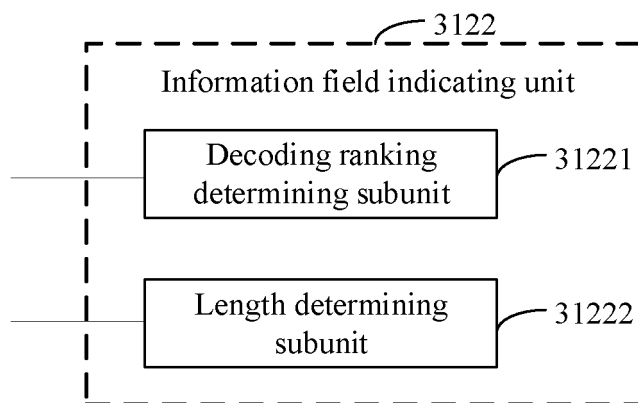 3122
Information field indicating unit
Decoding ranking
determining subunit
31221
Length determining
subunit
31222